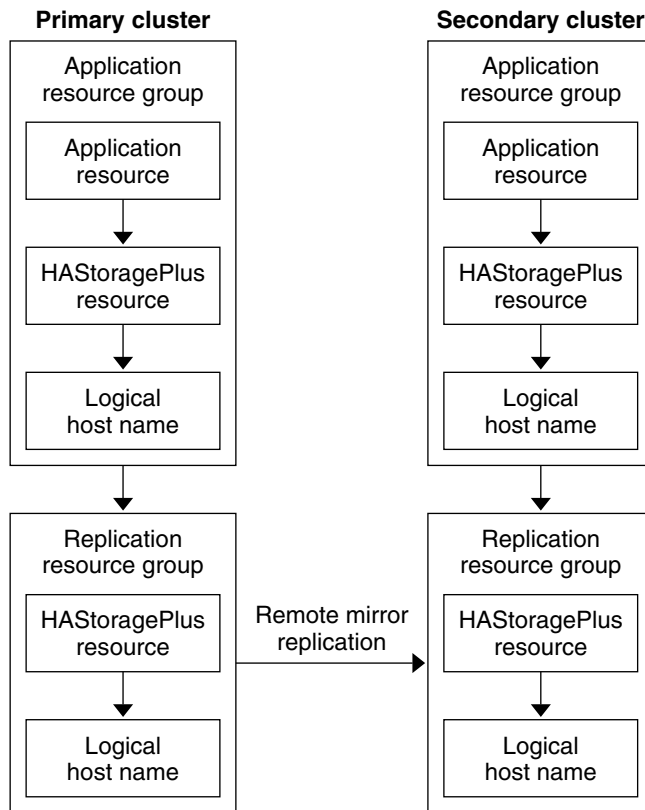 Primary cluster
Application
resource group
Application
resource
HAStoragePlus
resource
Logical
host name
Replication
resource group
HAStoragePlus
resource
Logical
host name
Remote mirror
replication
Secondary cluster
Application
resource group
Application
resource
HAStoragePlus
resource
Logical
host name
Replication
resource group
HAStoragePlus
resource
Logical
host name